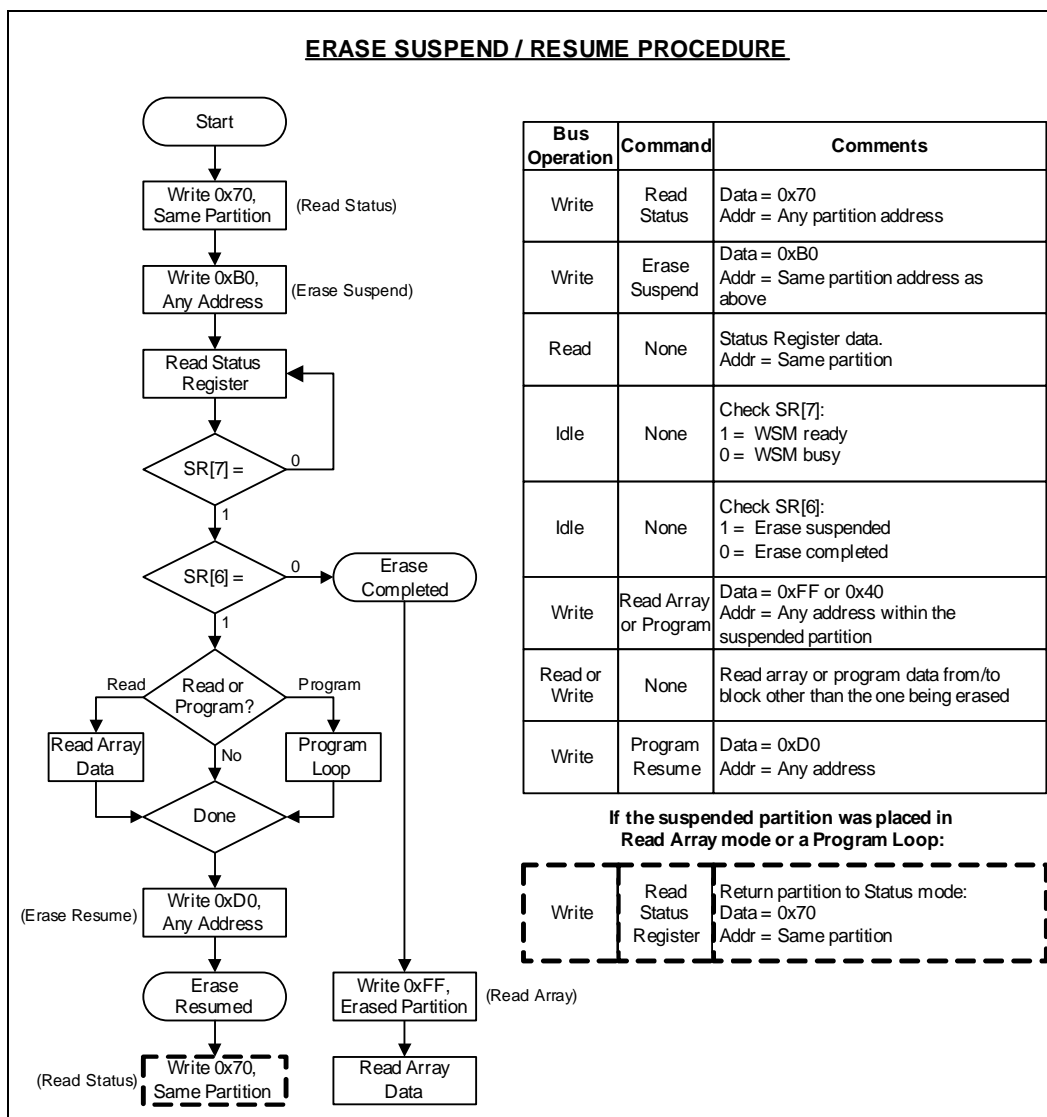 ERASE SUSPEND / RESUME PROCEDURE
Start
Write 0x70,
Same Partition
(Read Status)
Write 0xB0,
Any Address
(Erase Suspend)
Read Status
Register
SR[7] =
0
1
SR[6] =
0
Erase
Completed
1
Read
Read or
Program?
Program
Read Array
Data
No
Program
Loop
Done
(Erase Resume)
Write 0xD0,
Any Address
Erase
Resumed
Write 0xFF,
Erased Partition
(Read Array)
(Read Status)
Write 0x70,
Same Partition
Read Array
Data
Bus
Operation
Command
Comments
Write
Read
Status
Data = 0x70
Addr = Any partition address
Write
Erase
Suspend
Data = 0xB0
Addr = Same partition address as
above
Read
None
Status Register data.
Addr = Same partition
Idle
None
Check SR[7]:
1 = WSM ready
0 = WSM busy
Idle
None
Check SR[6]:
1 = Erase suspended
0 = Erase completed
Write
Read Array
or Program
Data = 0xFF or 0x40
Addr = Any address within the
suspended partition
Read or
Write
None
Read array or program data from/to
block other than the one being erased
Write
Program
Resume
Data = 0xD0
Addr = Any address
If the suspended partition was placed in
Read Array mode or a Program Loop:
Write
Read
Status
Register
Return partition to Status mode:
Data = 0x70
Addr = Same partition